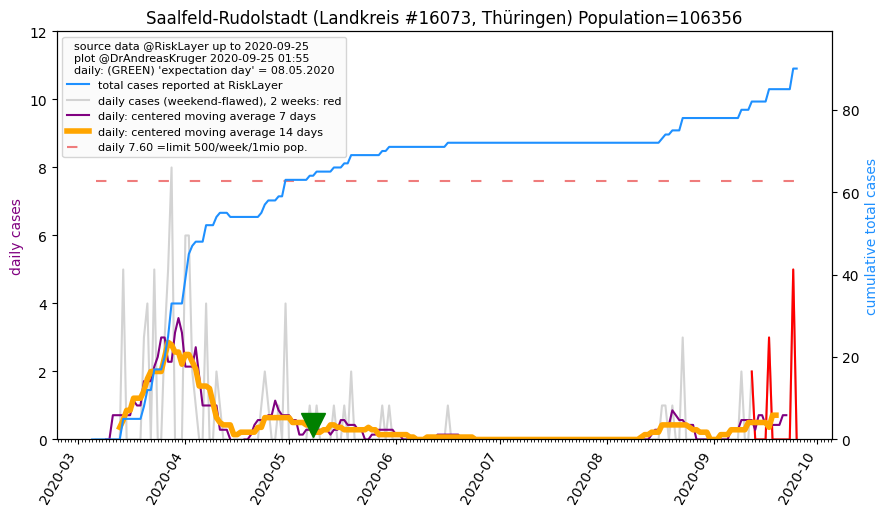 Saalfeld-Rudolstadt (Landkreis #16073, Thüringen) Population=106356
source data @RiskLayer up to 2020-09-25
plot @DrAndreasKruger 2020-09-25 01:55
daily: (GREEN) 'expectation day' = 08.05.2020
total cases reported at RiskLayer
daily cases (weekend-flawed), 2 weeks: red
daily: centered moving average 7 days
daily: centered moving average 14 days
daily 7.60 =limit 500/week/1mio pop.
daily cases
12
10
8
6
4
2
0
cumulative total cases
80
60
40
20
0
2020-03
2020-04
2020-05
2020-06
2020-07
2020-08
2020-09
2020-10